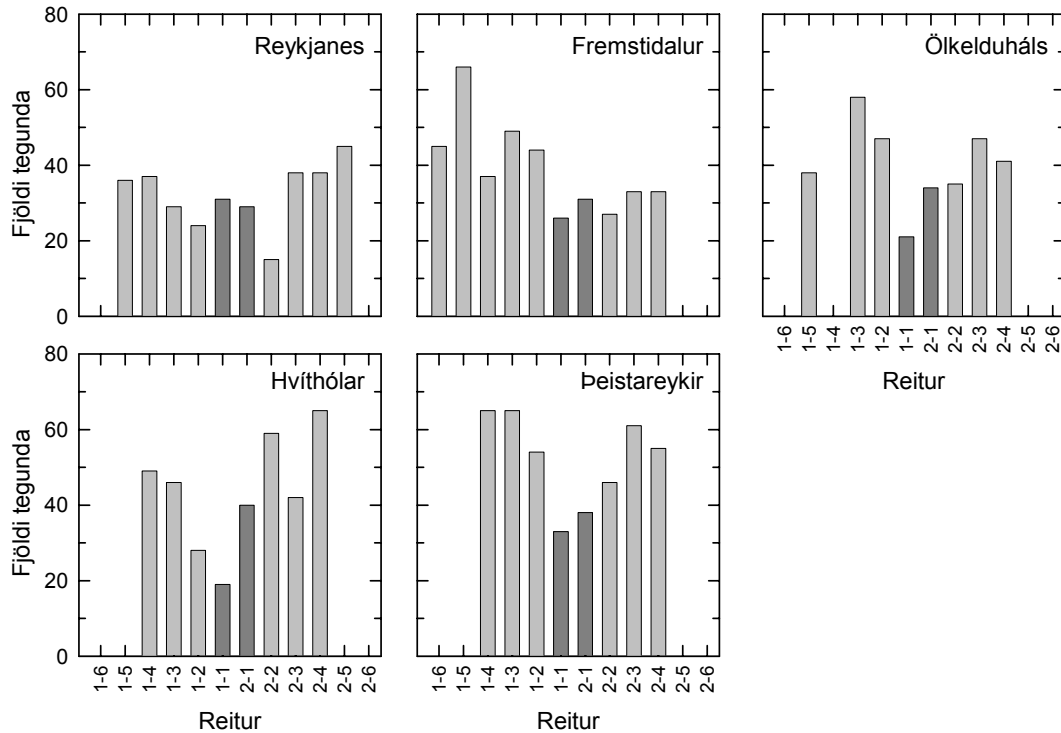 80
60
40
20
0
Fjöldi tegunda
Reykjanes
Fremstidalur
Ölkelduháls
1-6 1-5 1-4 1-3 1-2 1-1 2-1 2-2 2-3 2-4 2-5 2-6
Reitur
80
60
40
20
0
Fjöldi tegunda
Hvíthólar
Þeistareykir
1-6 1-5 1-4 1-3 1-2 1-1 2-1 2-2 2-3 2-4 2-5 2-6
1-6 1-5 1-4 1-3 1-2 1-1 2-1 2-2 2-3 2-4 2-5 2-6
Reitur
Reitur